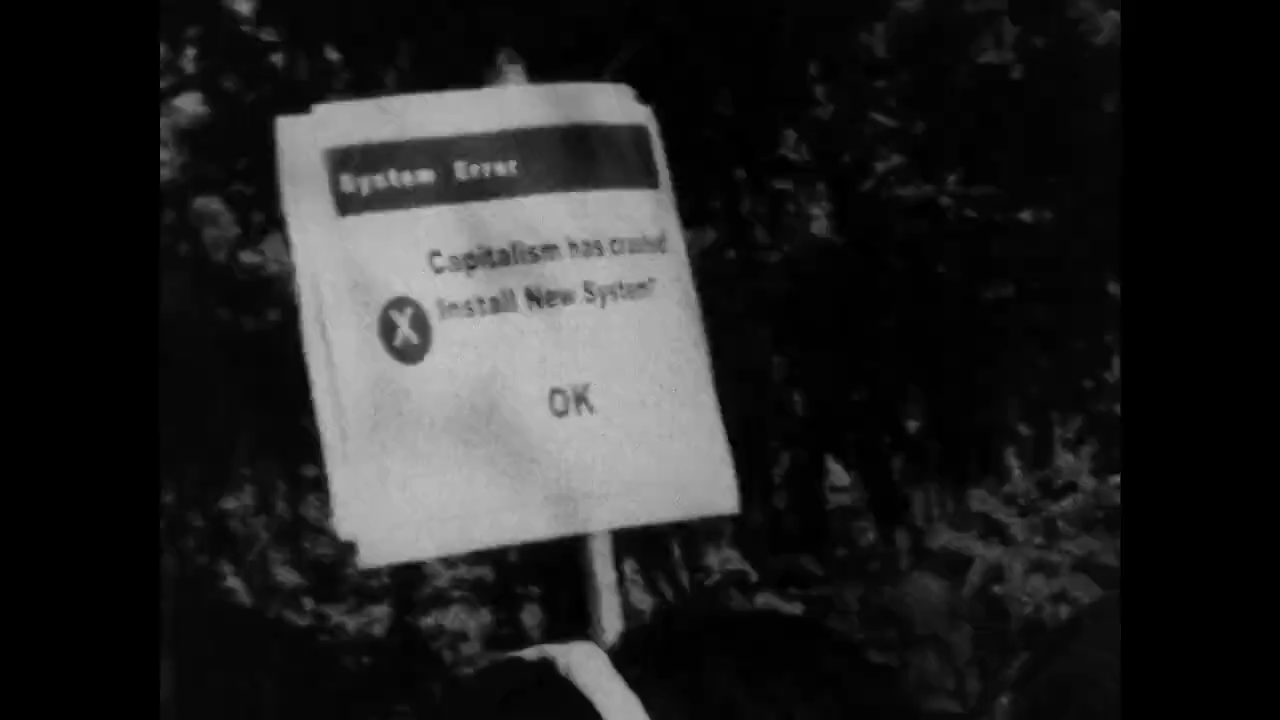 System Error
Capitalism has crashed
Install New System?
X
OK